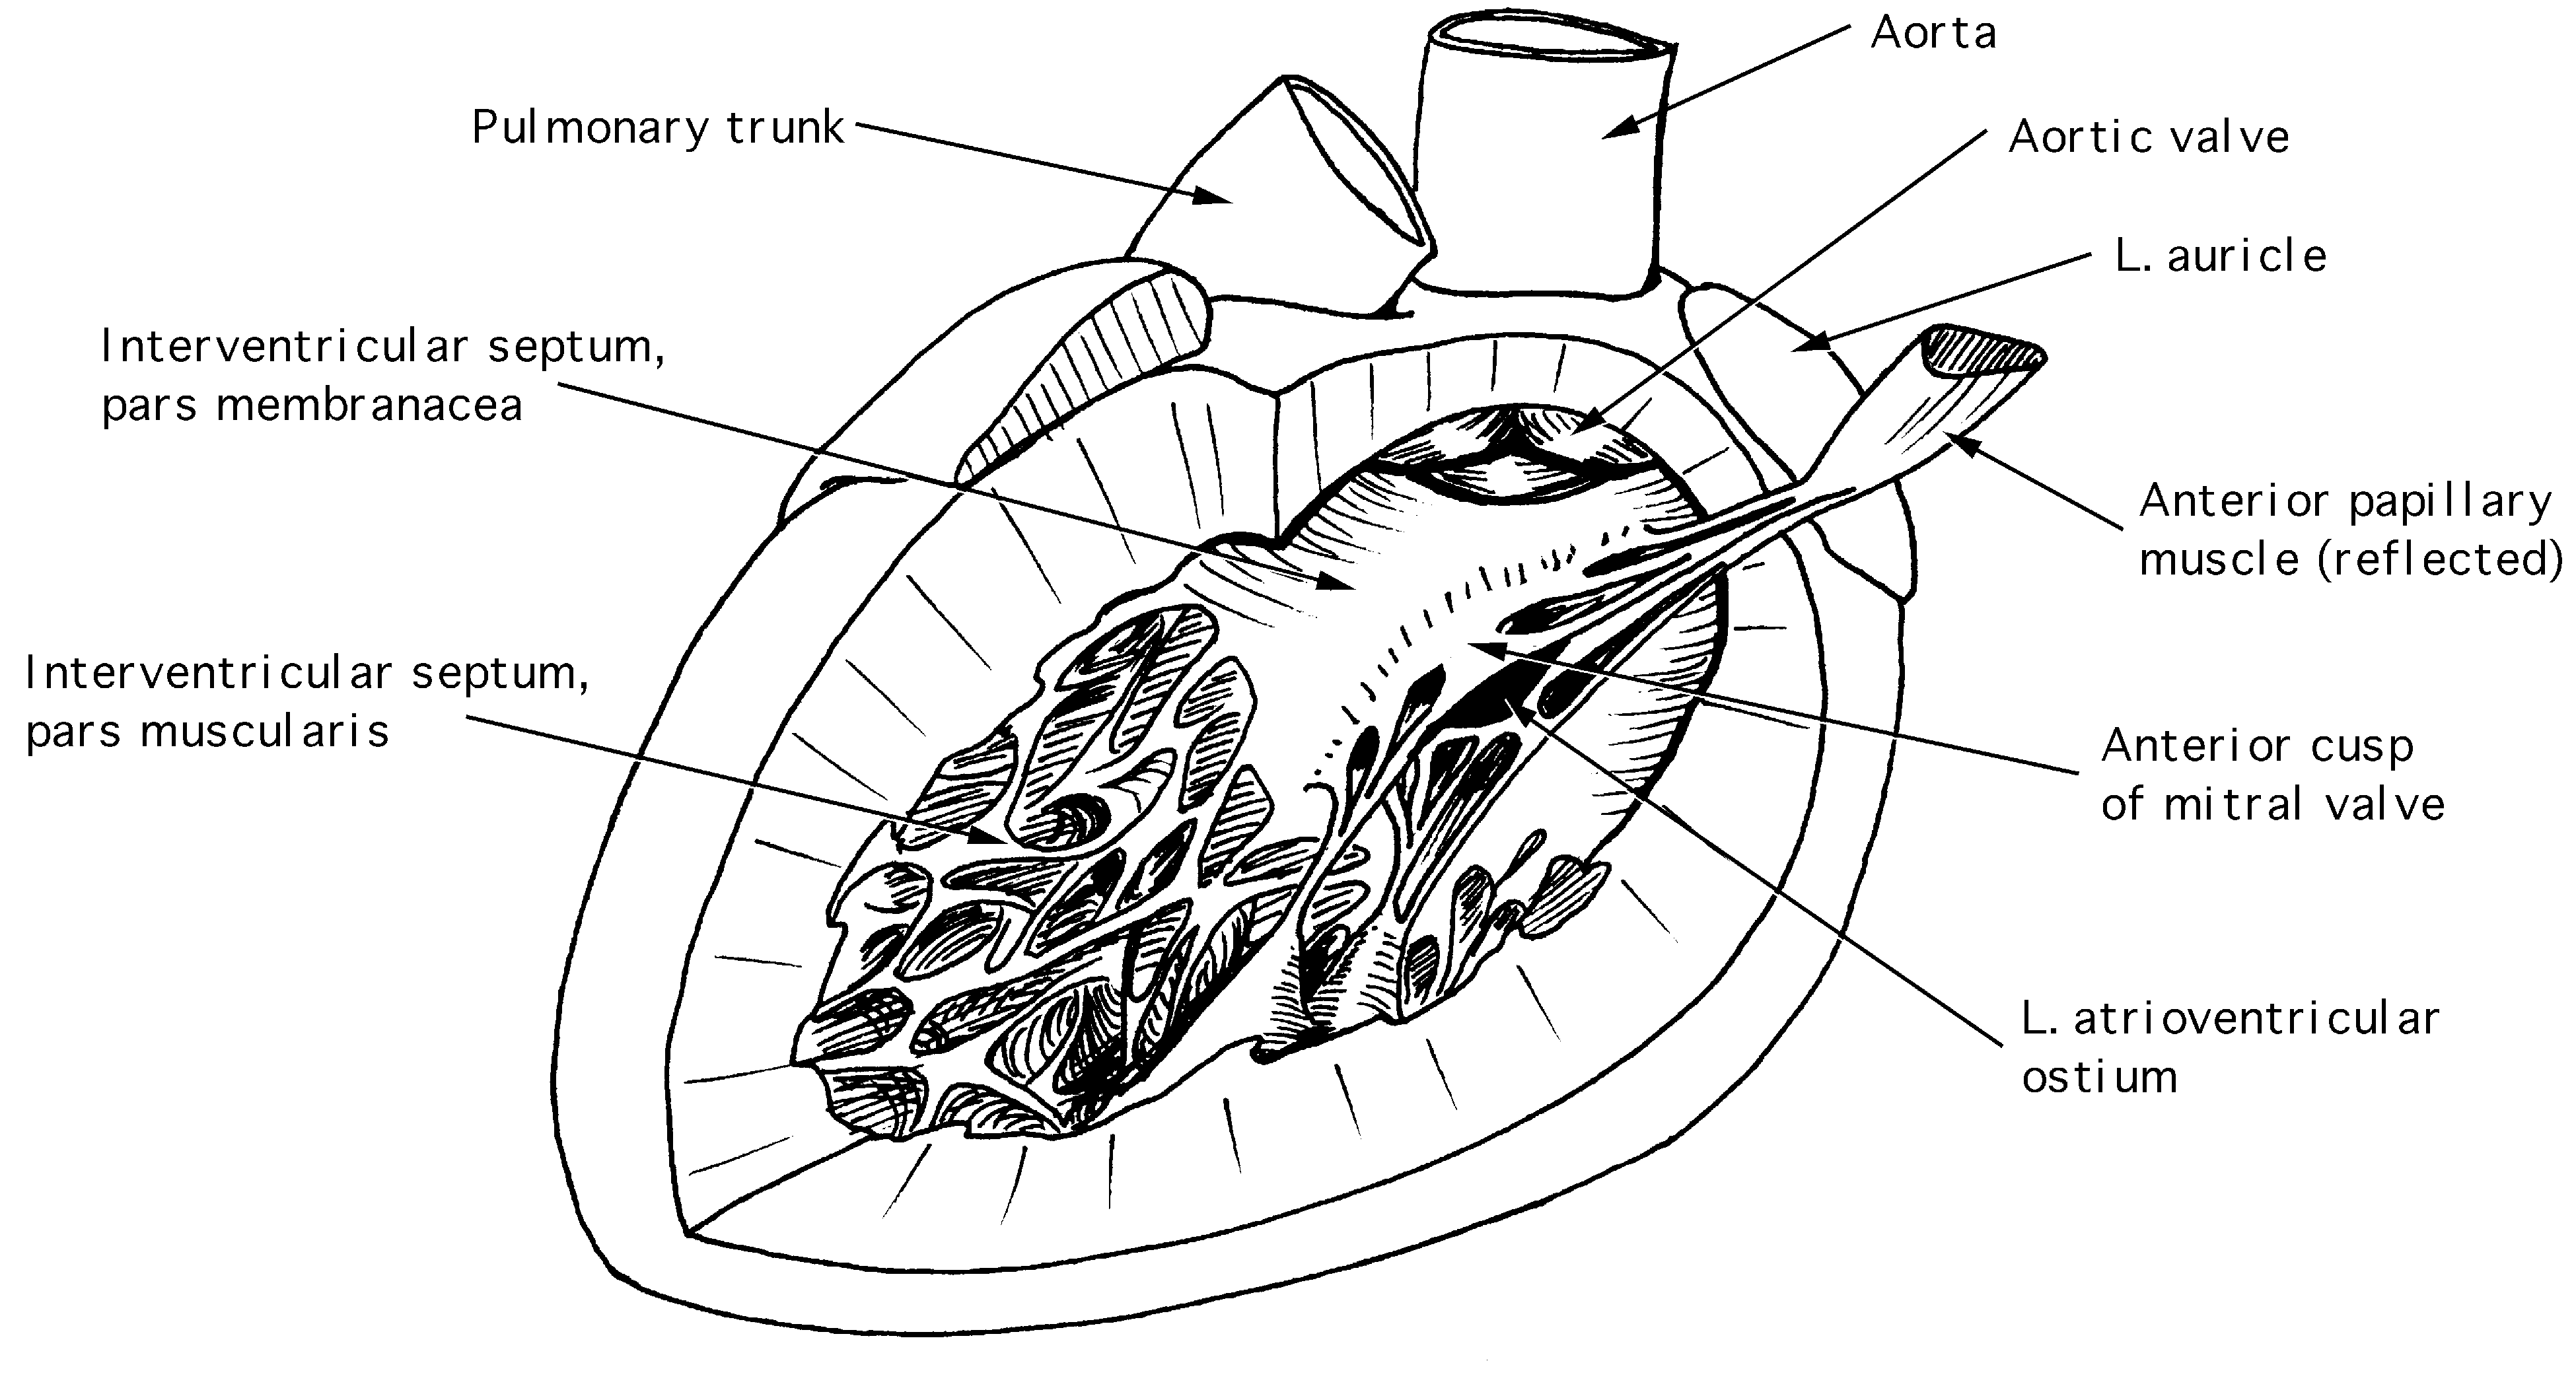 Aorta
Pulmonary trunk
Aortic valve
L. auricle
Interventricular septum,
pars membranacea
Anterior papillary
muscle (reflected)
Interventricular septum,
pars muscularis
Anterior cusp
of mitral valve
L. atrioventricular
ostium